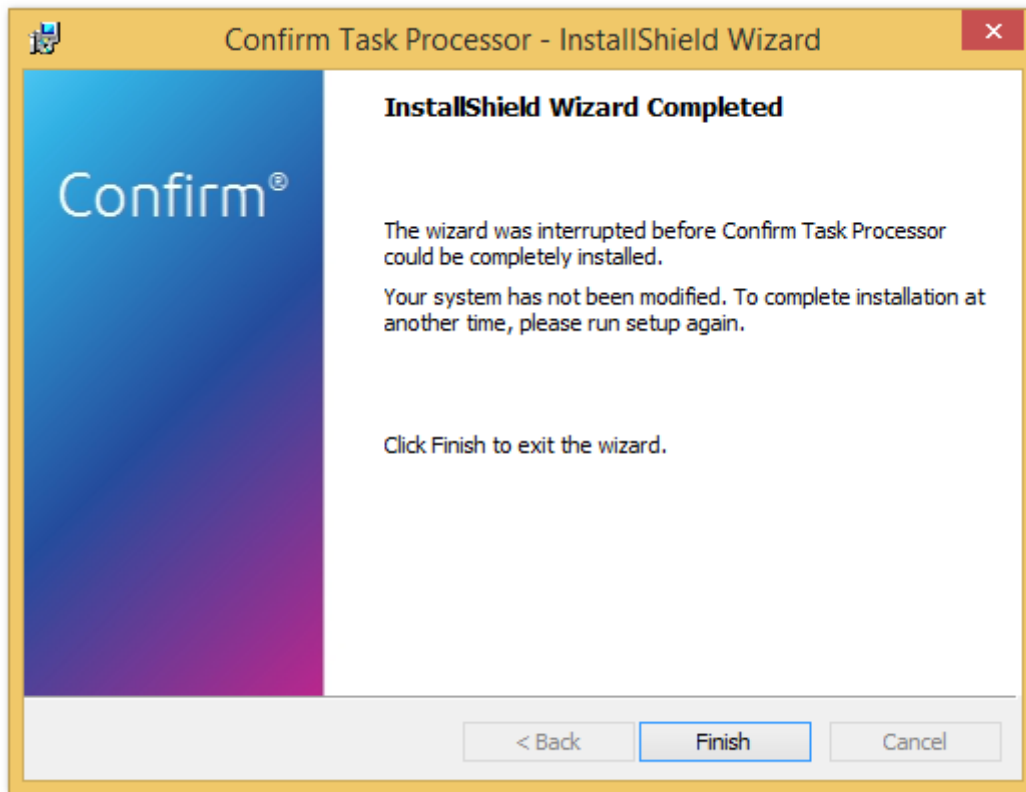 Confirm Task Processor - InstallShield Wizard
InstallShield Wizard Completed
Confirm®
The wizard was interrupted before Confirm Task Processor
could be completely installed.
Your system has not been modified. To complete installation at
another time, please run setup again.
Click Finish to exit the wizard.
< Back
Finish
Cancel